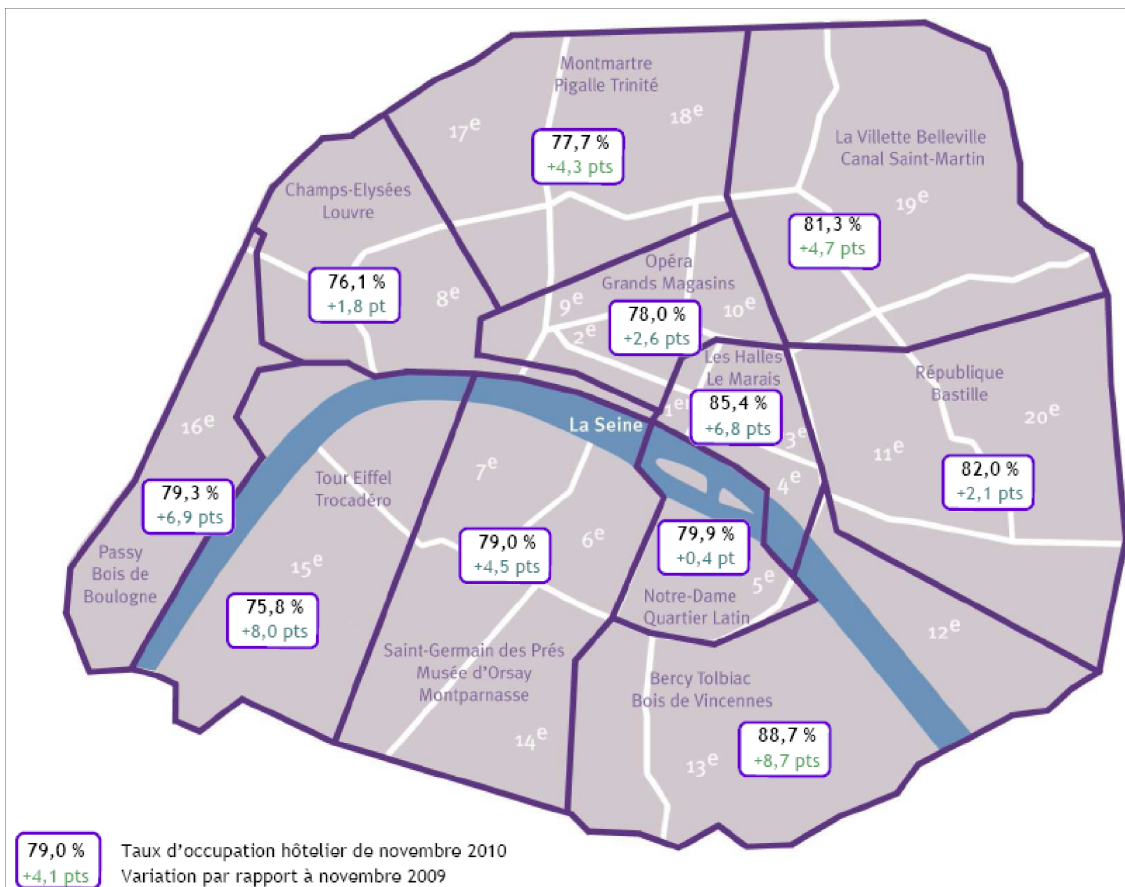 Montmartre
Pigalle Trinité
17e
18e
77,7 %
+4,3 pts
La Villette Belleville
Canal Saint-Martin
19e
81,3 %
+4,7 pts
Champs-Elysées
Louvre
76,1 %
+1,8 pt
8e
Opéra
Grands Magasins
9e
10e
2e
78,0 %
+2,6 pts
Les Halles
Le Marais
1er
85,4 %
+6,8 pts
3e
4e
République
Bastille
20e
11e
82,0 %
+2,1 pts
La Seine
16e
79,3 %
+6,9 pts
Passy
Bois de
Boulogne
Tour Eiffel
Trocadéro
15e
75,8 %
+8,0 pts
7e
6e
79,0 %
+4,5 pts
Saint-Germain des Prés
Musée d'Orsay
Montparnasse
14e
79,9 %
+0,4 pt
5e
Notre-Dame
Quartier Latin
12e
Bercy Tolbiac
Bois de Vincennes
13e
88,7 %
+8,7 pts
79,0 % Taux d'occupation hôtelier de novembre 2010
+4,1 pts Variation par rapport à novembre 2009